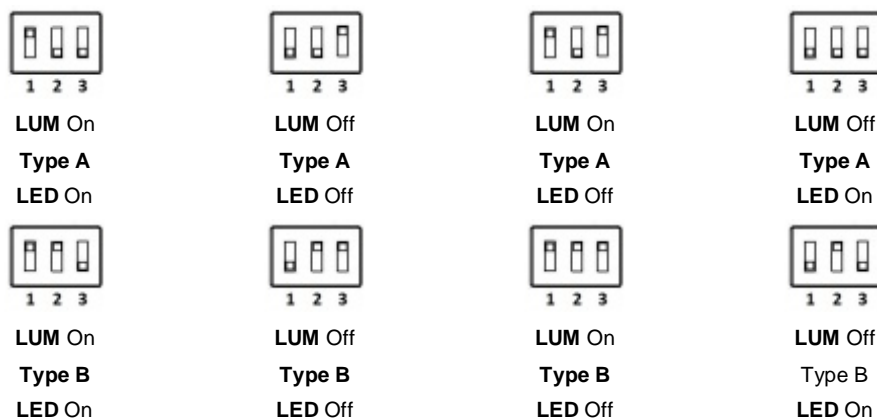 1 2 3 1 2 3 1 2 3 1 2 3
LUM On LUM Off LUM On LUM Off
Type A Type A Type A Type A
LED On LED Off LED Off LED On
1 2 3 1 2 3 1 2 3 1 2 3
LUM On LUM Off LUM On LUM Off
Type B Type B Type B Type B
LED On LED Off LED Off LED On